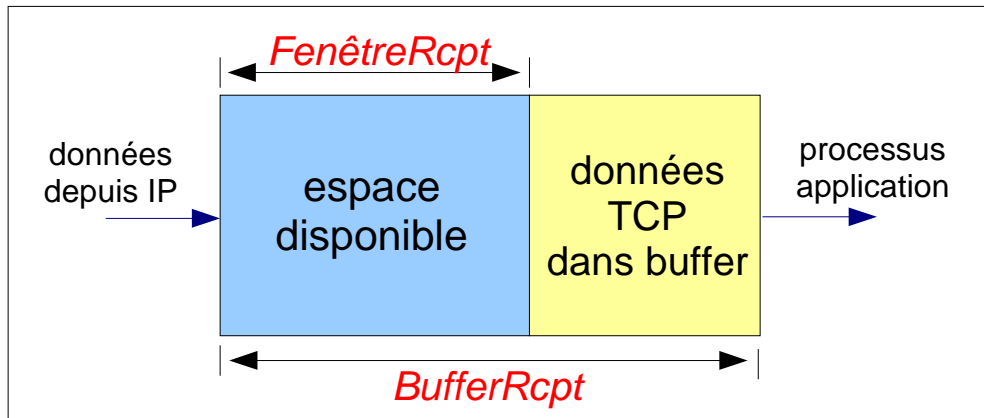 FenêtreRcpt
données
depuis IP
espace
disponible
données
TCP
dans buffer
processus
application
BufferRcpt